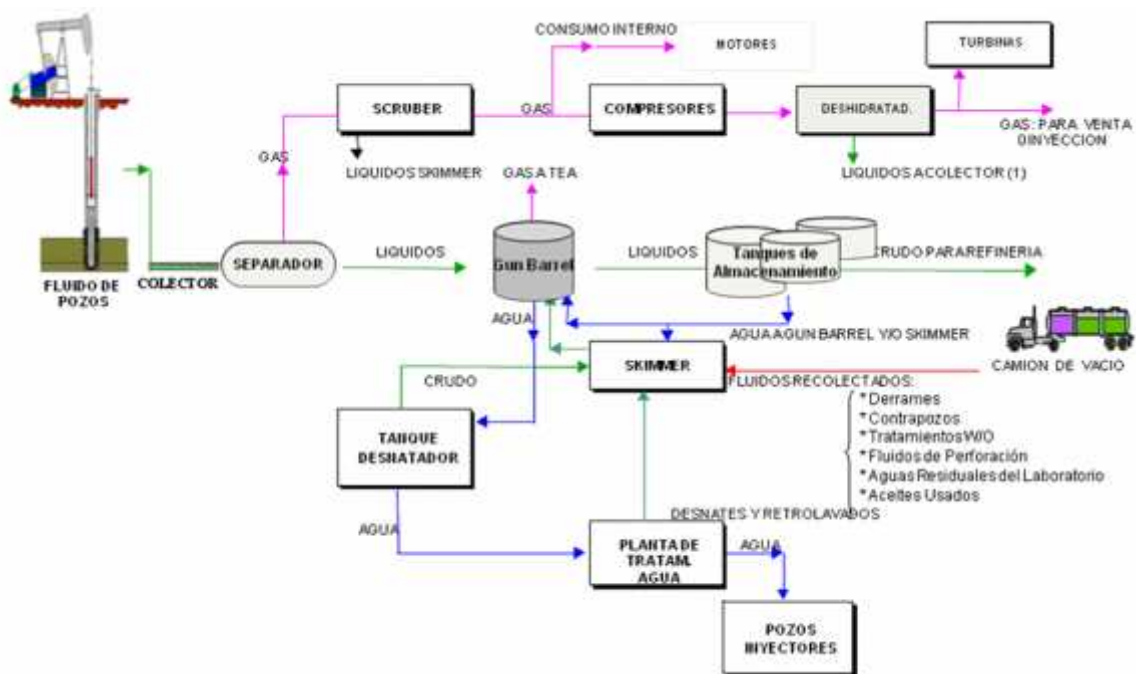 CONSUMO INTERNO
MOTORES
TURBINAS
SCRUBER
GAS
COMPRESORES
DESHIDRATAD.
GAS: PARA VENTA
O INYECCION
GAS
LIQUIDOS SKIMMER
GAS A TEA
LIQUIDOS A COLECTOR (1)
SEPARADOR
LIQUIDOS
Gun Barrel
LIQUIDOS
Tanques de
Almacenamiento
CRUDO PARA REFINERIA
FLUIDO DE
POZOS
COLECTOR
AGUA
AGUA A GUN BARREL Y/O SKIMMER
SKIMMER
CAMION DE VACIO
CRUDO
FLUIDOS RECOLECTADOS:
* Derrames
* Contrapozos
* Tratamientos W/O
* Fluidos de Perforación
* Aguas Residuales del Laboratorio
* Aceites Usados
TANQUE
DESNATADOR
DESNATES Y RETROLAVADOS
AGUA
PLANTA DE
TRATAM.
AGUA
AGUA
POZOS
INYECTORES